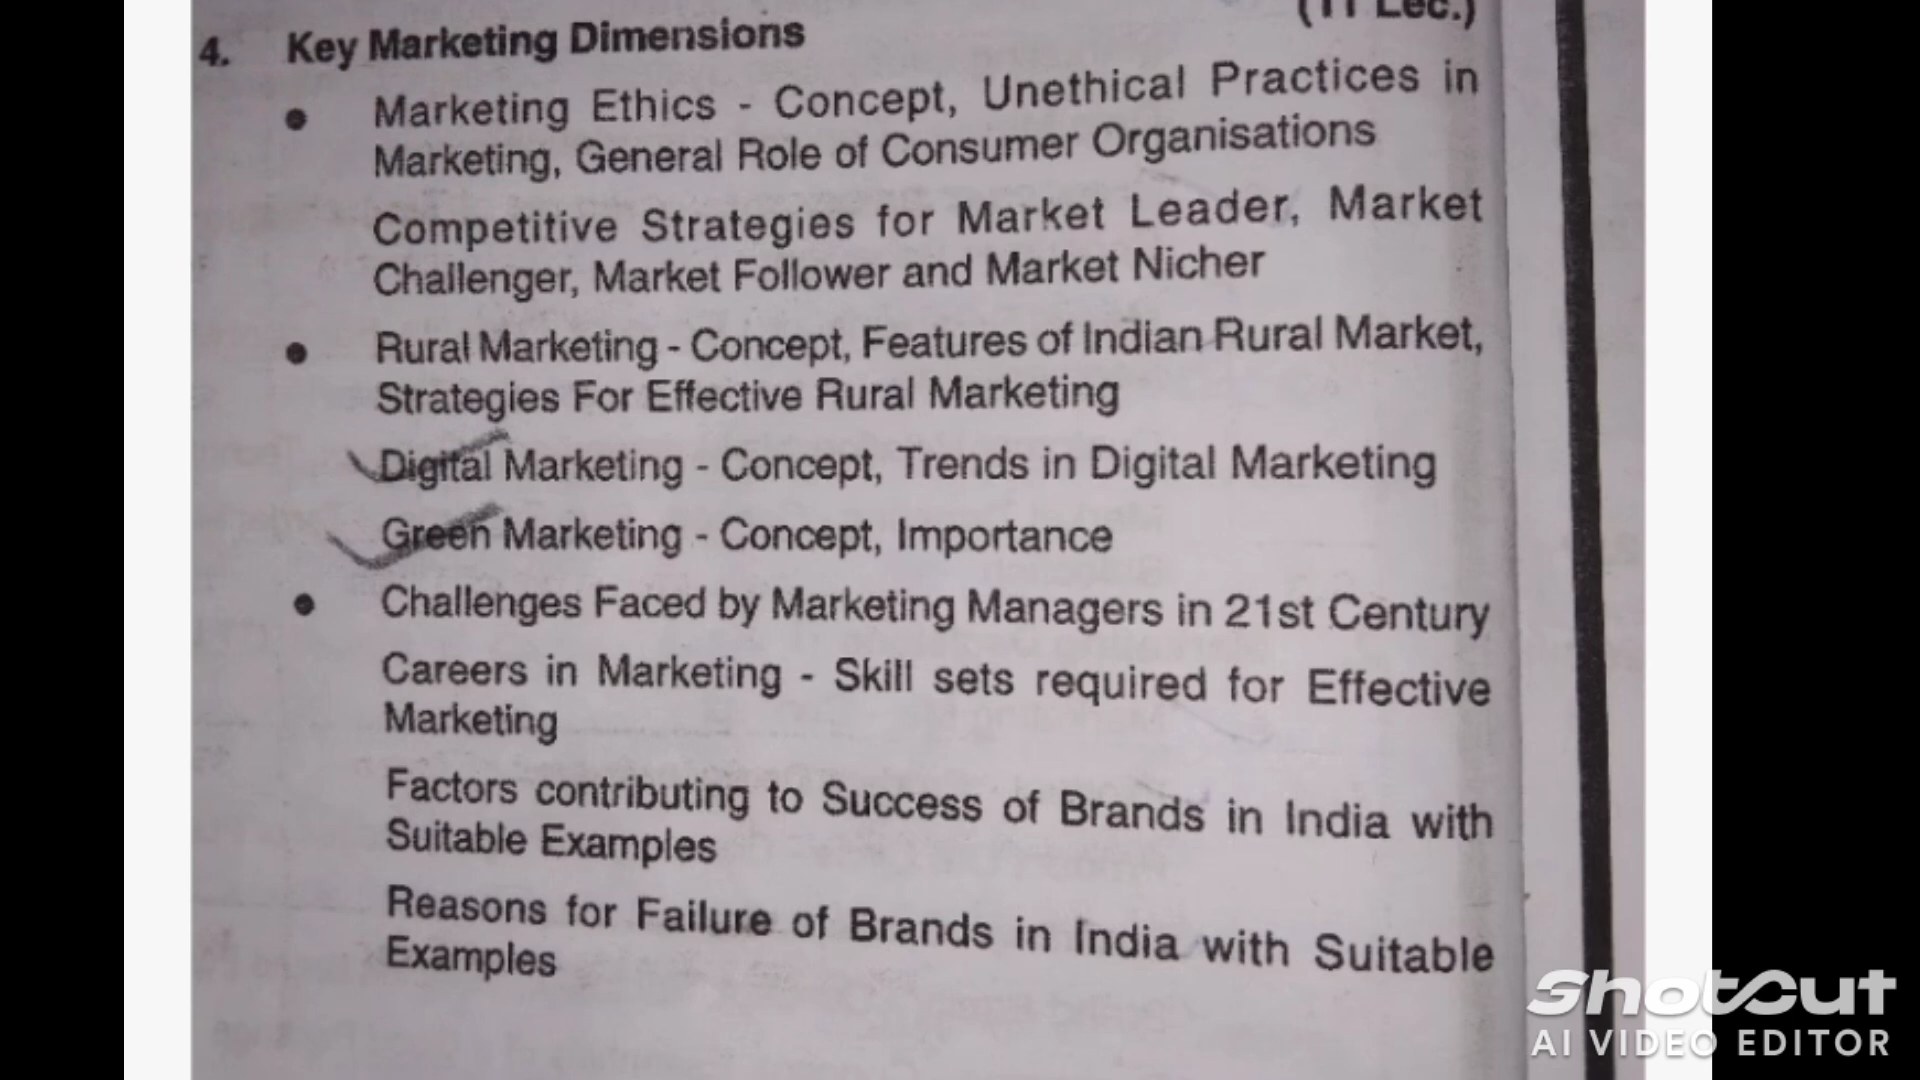 (11 Lec.)
4. Key Marketing Dimensions
• Marketing Ethics - Concept, Unethical Practices in
Marketing, General Role of Consumer Organisations
Competitive Strategies for Market Leader, Market
Challenger, Market Follower and Market Nicher
• Rural Marketing - Concept, Features of Indian Rural Market,
Strategies For Effective Rural Marketing
Digital Marketing - Concept, Trends in Digital Marketing
Green Marketing - Concept, Importance
• Challenges Faced by Marketing Managers in 21st Century
Careers in Marketing - Skill sets required for Effective
Marketing
Factors contributing to Success of Brands in India with
Suitable Examples
Reasons for Failure of Brands in India with Suitable
Examples
ShotCut
AI VIDEO EDITOR